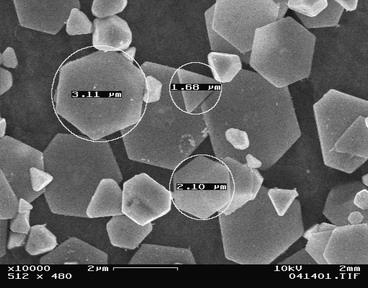 1.68 µm
3.11 µm
2.10 µm
x10000 2µm 10kV 2mm
512 x 480 041401.TIF